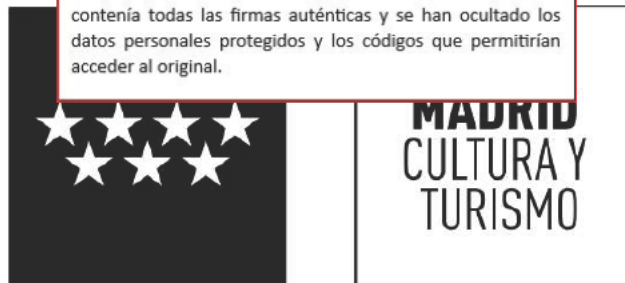 contenía todas las firmas auténticas y se han ocultado los
datos personales protegidos y los códigos que permitirían
acceder al original.
MADRID
CULTURA Y
TURISMO